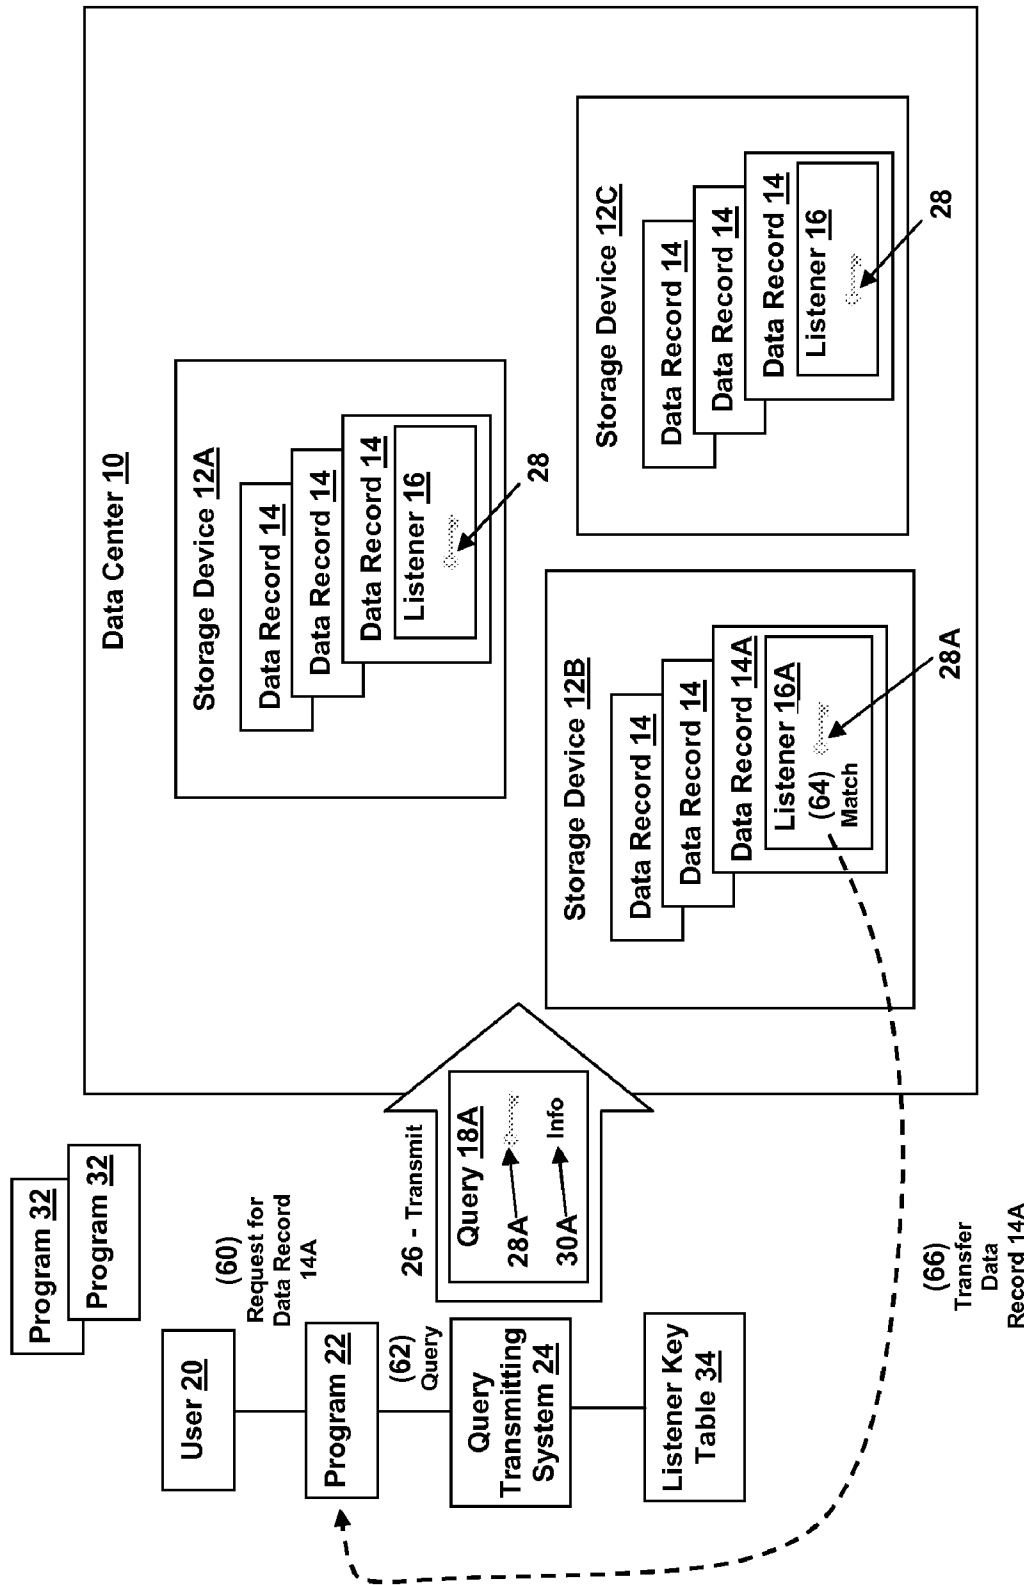 Program 32
Program 32
User 20
(60)
Request for
Data Record
14A
Program 22
(62)
Query
Query
Transmitting
System 24
Listener Key
Table 34
26 - Transmit
Query 18A
28A
30A
Info
Data Center 10
Storage Device 12A
Data Record 14
Data Record 14
Data Record 14
Listener 16
28
Storage Device 12B
Data Record 14
Data Record 14
Data Record 14A
Listener 16A
(64)
Match
28A
Storage Device 12C
Data Record 14
Data Record 14
Data Record 14
Listener 16
28
(66)
Transfer
Data
Record 14A